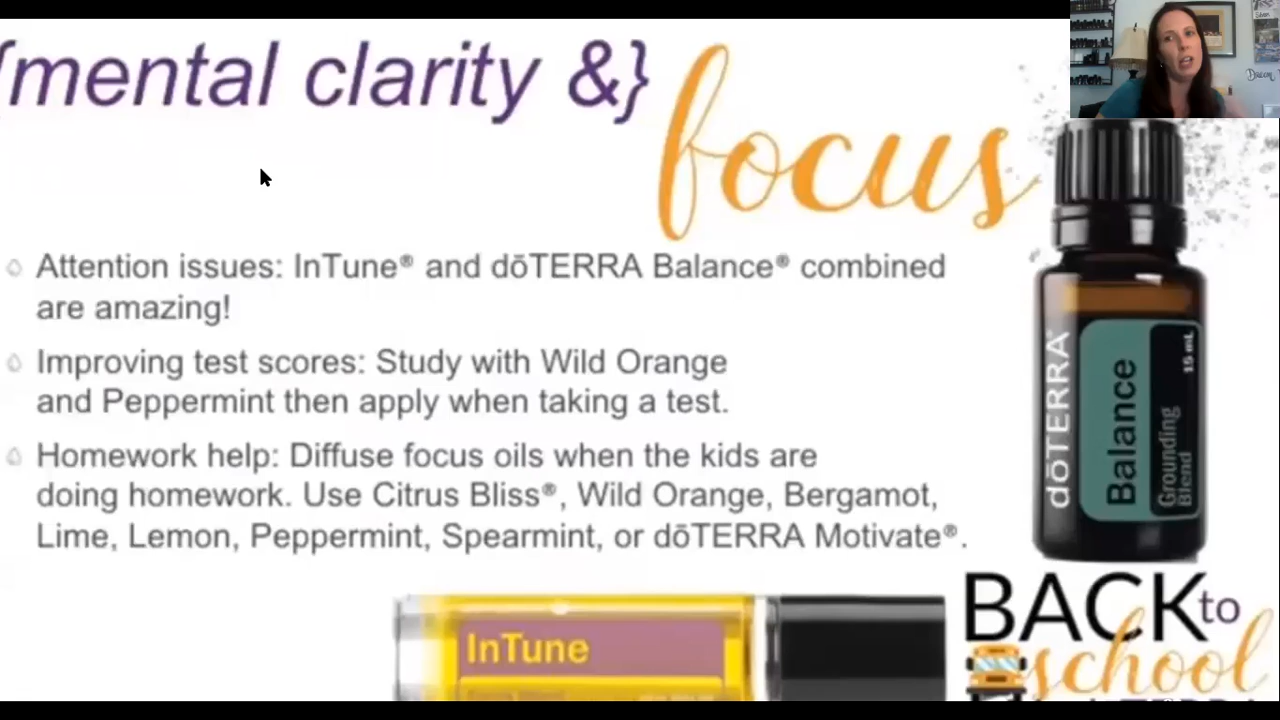 {mental clarity &}
focus
Attention issues: InTune® and dōTERRA Balance® combined
are amazing!
Improving test scores: Study with Wild Orange
and Peppermint then apply when taking a test.
Homework help: Diffuse focus oils when the kids are
doing homework. Use Citrus Bliss®, Wild Orange, Bergamot,
Lime, Lemon, Peppermint, Spearmint, or dōTERRA Motivate®.
dōTERRA
Balance
Grounding
Blend
15 mL
InTune
BACK to
school